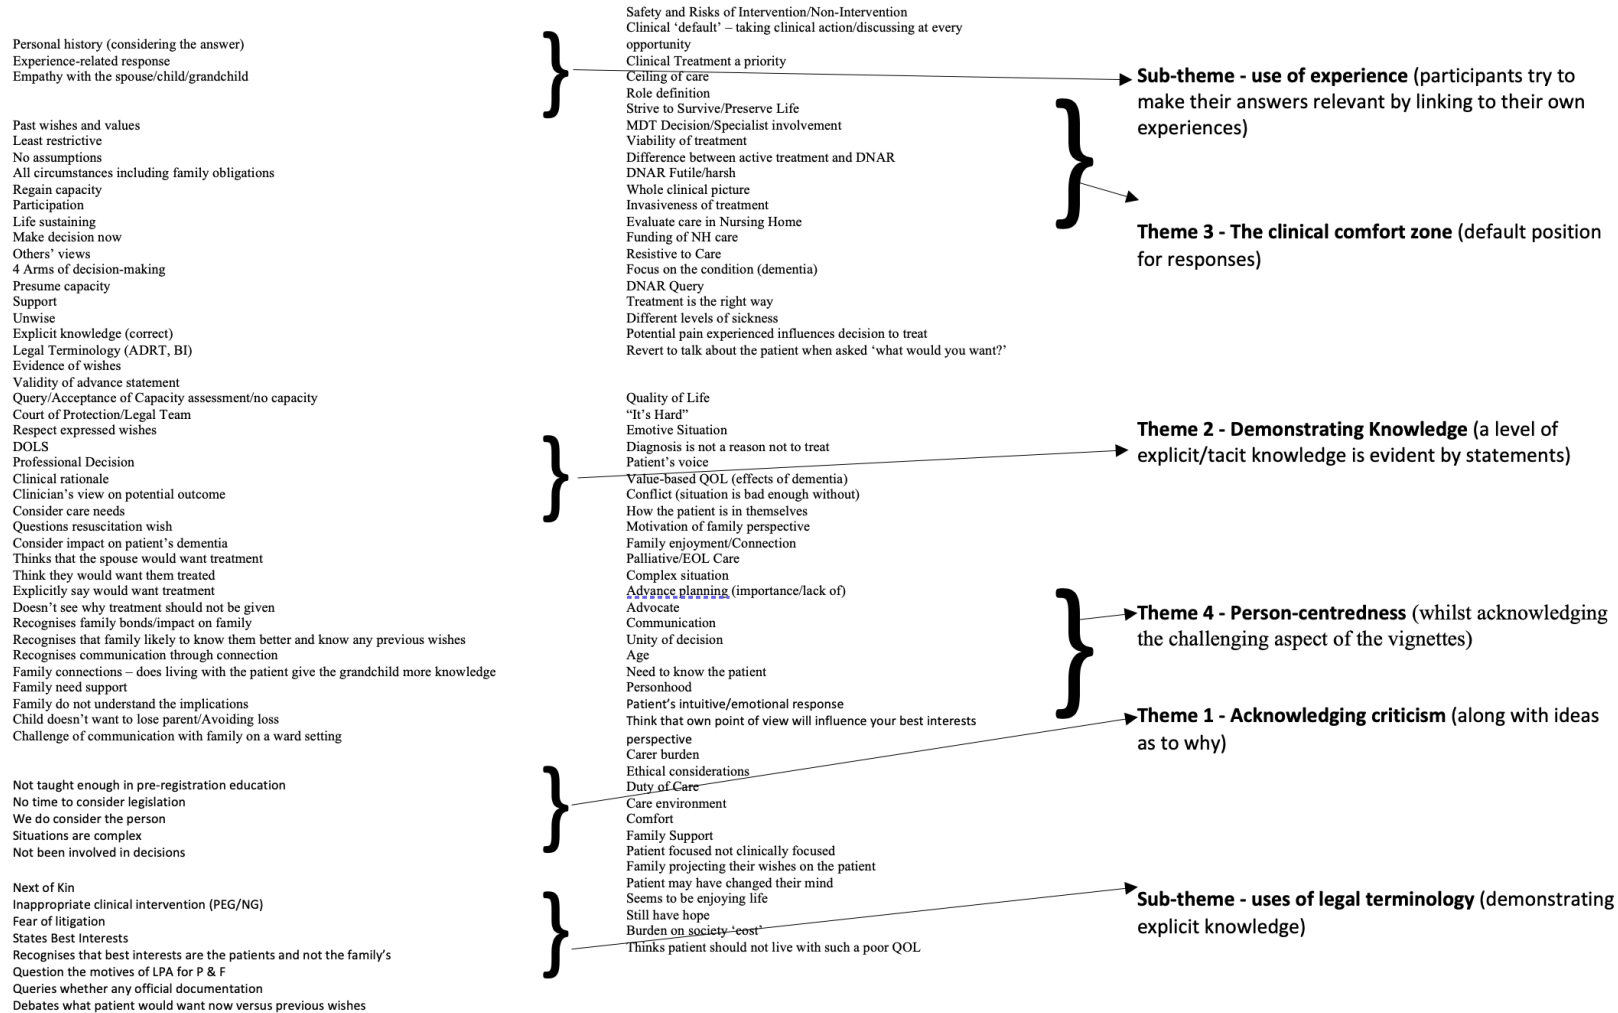 Personal history (considering the answer)
Experience-related response
Empathy with the spouse/child/grandchild
Past wishes and values
Least restrictive
No assumptions
All circumstances including family obligations
Regain capacity
Participation
Life sustaining
Make decision now
Others’ views
4 Arms of decision-making
Presume capacity
Support
Unwise
Explicit knowledge (correct)
Legal Terminology (ADRT, BI)
Evidence of wishes
Validity of advance statement
Query/Acceptance of Capacity assessment/no capacity
Court of Protection/Legal Team
Respect expressed wishes
DOLS
Professional Decision
Clinical rationale
Clinician’s view on potential outcome
Consider care needs
Questions resuscitation wish
Consider impact on patient’s dementia
Thinks that the spouse would want treatment
Think they would want them treated
Explicitly say would want treatment
Doesn’t see why treatment should not be given
Recognises family bonds/impact on family
Recognises that family likely to know them better and know any previous wishes
Recognises communication through connection
Family connections – does living with the patient give the grandchild more knowledge
Family need support
Family do not understand the implications
Child doesn’t want to lose parent/Avoiding loss
Challenge of communication with family on a ward setting
Not taught enough in pre-registration education
No time to consider legislation
We do consider the person
Situations are complex
Not been involved in decisions
Next of Kin
Inappropriate clinical intervention (PEG/NG)
Fear of litigation
States Best Interests
Recognises that best interests are the patients and not the family’s
Question the motives of LPA for P & F
Queries whether any official documentation
Debates what patient would want now versus previous wishes
Safety and Risks of Intervention/Non-Intervention
Clinical ‘default’ – taking clinical action/discussing at every
opportunity
Clinical Treatment a priority
Ceiling of care
Role definition
Strive to Survive/Preserve Life
MDT Decision/Specialist involvement
Viability of treatment
Difference between active treatment and DNAR
DNAR Futile/harsh
Whole clinical picture
Invasiveness of treatment
Evaluate care in Nursing Home
Funding of NH care
Resistive to Care
Focus on the condition (dementia)
DNAR Query
Treatment is the right way
Different levels of sickness
Potential pain experienced influences decision to treat
Revert to talk about the patient when asked ‘what would you want?’
Quality of Life
“It’s Hard”
Emotive Situation
Diagnosis is not a reason not to treat
Patient’s voice
Value-based QOL (effects of dementia)
Conflict (situation is bad enough without)
How the patient is in themselves
Motivation of family perspective
Family enjoyment/Connection
Palliative/EOL Care
Complex situation
Advance planning (importance/lack of)
Advocate
Communication
Unity of decision
Age
Need to know the patient
Personhood
Patient’s intuitive/emotional response
Think that own point of view will influence your best interests
perspective
Carer burden
Ethical considerations
Duty of Care
Care environment
Comfort
Family Support
Patient focused not clinically focused
Family projecting their wishes on the patient
Patient may have changed their mind
Seems to be enjoying life
Still have hope
Burden on society ‘cost’
Thinks patient should not live with such a poor QOL
Sub-theme - use of experience (participants try to
make their answers relevant by linking to their own
experiences)
Theme 3 - The clinical comfort zone (default position
for responses)
Theme 2 - Demonstrating Knowledge (a level of
explicit/tacit knowledge is evident by statements)
Theme 4 - Person-centredness (whilst acknowledging
the challenging aspect of the vignettes)
Theme 1 - Acknowledging criticism (along with ideas
as to why)
Sub-theme - uses of legal terminology (demonstrating
explicit knowledge)